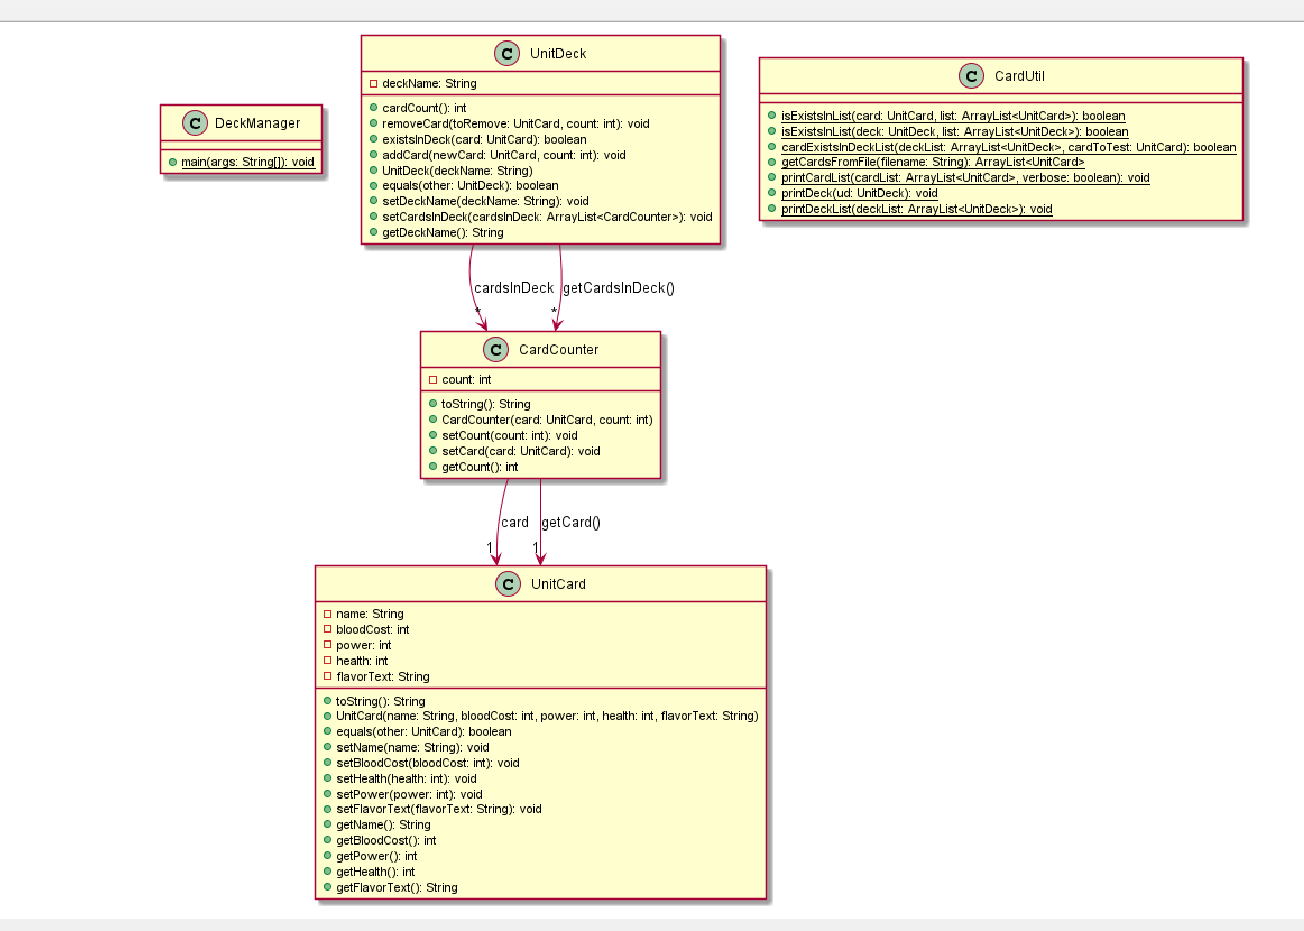 C DeckManager
main(args: String[]): void
C UnitDeck
deckName: String
cardCount(): int
removeCard(toRemove: UnitCard, count: int): void
existsInDeck(card: UnitCard): boolean
addCard(newCard: UnitCard, count: int): void
UnitDeck(deckName: String)
equals(other: UnitDeck): boolean
setDeckName(deckName: String): void
setCardsInDeck(cardsInDeck: ArrayList<CardCounter>): void
getDeckName(): String
C CardUtil
isExistsInList(card: UnitCard, list: ArrayList<UnitCard>): boolean
isExistsInList(deck: UnitDeck, list: ArrayList<UnitDeck>): boolean
cardExistsInDeckList(deckList: ArrayList<UnitDeck>, cardToTest: UnitCard): boolean
getCardsFromFile(filename: String): ArrayList<UnitCard>
printCardList(cardList: ArrayList<UnitCard>, verbose: boolean): void
printDeck(ud: UnitDeck): void
printDeckList(deckList: ArrayList<UnitDeck>): void
cardsInDeck getCardsInDeck()
* *
C CardCounter
count: int
toString(): String
CardCounter(card: UnitCard, count: int)
setCount(count: int): void
setCard(card: UnitCard): void
getCount(): int
card getCard()
1 1
C UnitCard
name: String
bloodCost: int
power: int
health: int
flavorText: String
toString(): String
UnitCard(name: String, bloodCost: int, power: int, health: int, flavorText: String)
equals(other: UnitCard): boolean
setName(name: String): void
setBloodCost(bloodCost: int): void
setHealth(health: int): void
setPower(power: int): void
setFlavorText(flavorText: String): void
getName(): String
getBloodCost(): int
getPower(): int
getHealth(): int
getFlavorText(): String